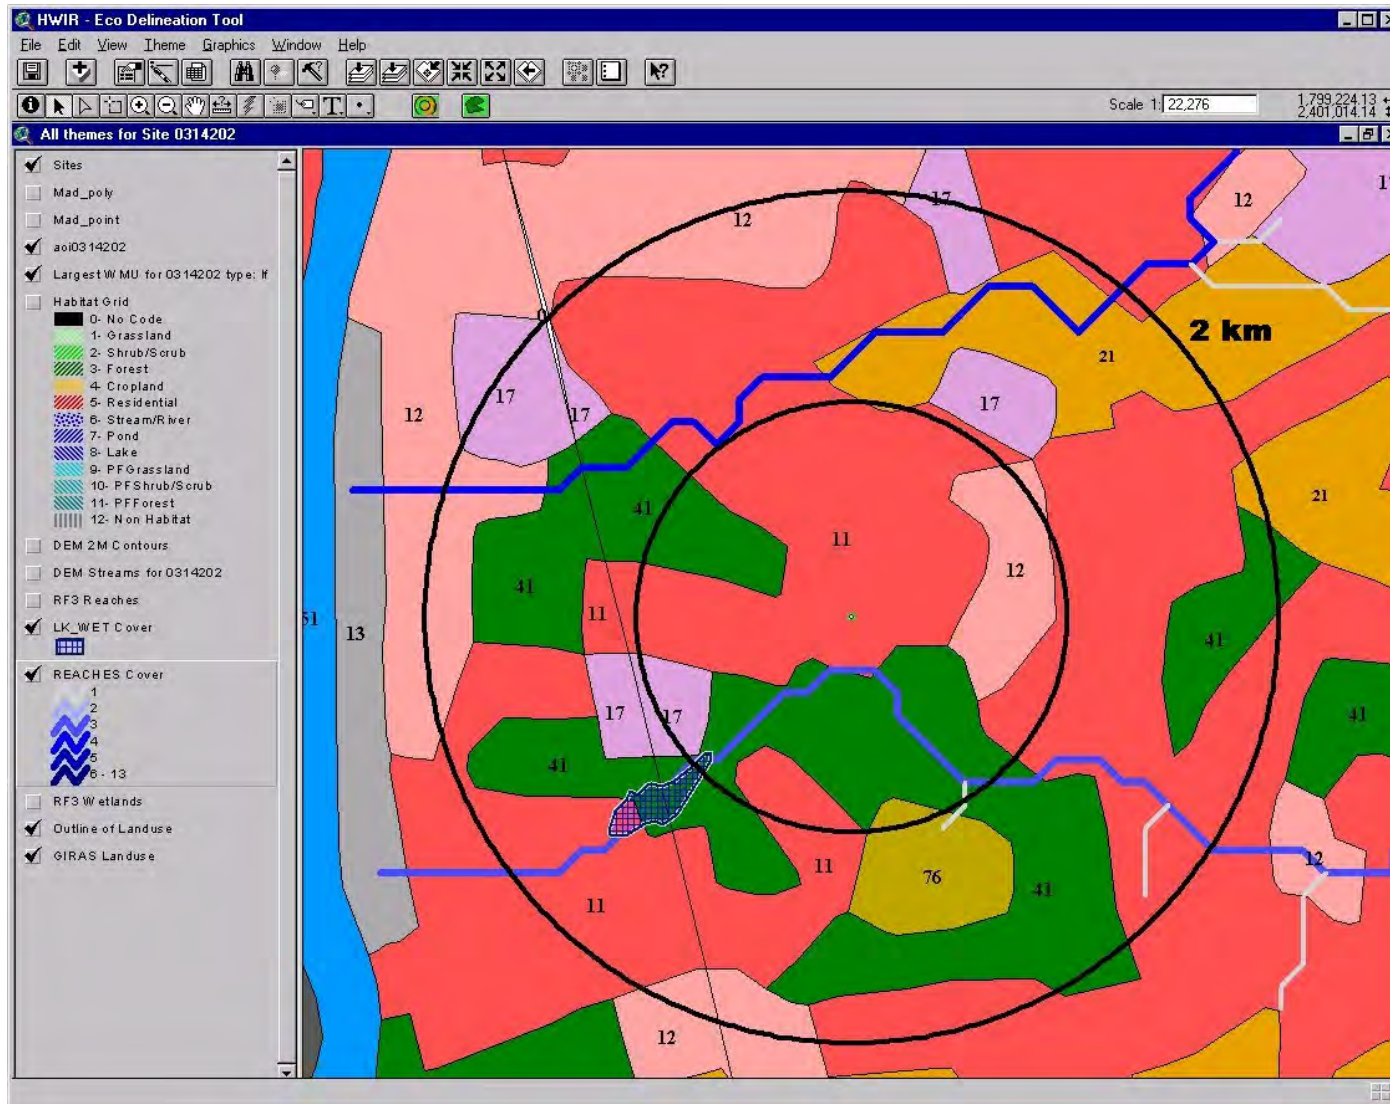 HWIR - Eco Delineation Tool
File Edit View Theme Graphics Window Help
Scale 1: 22,276
1,799,224.13
2,401,014.14
All themes for Site 0314202
Sites
Mad_poly
Mad_point
aoi0314202
Largest WMU for 0314202 type: lf
Habitat Grid
0- No Code
1- Grassland
2- Shrub/Scrub
3- Forest
4- Cropland
5- Residential
6- Stream/River
7- Pond
8- Lake
9- PFGrassland
10- PFShrub/Scrub
11- PFForest
12- Non Habitat
DEM 2M Contours
DEM Streams for 0314202
RF3 Reaches
LK_WET Cover
REACHES Cover
1
2
3
4
5
6 - 13
RF3 Wetlands
Outline of Landuse
GIRAS Landuse
17
12
12
2 km
21
17
12
17
17
21
41
11
12
41
11
51
13
41
17
17
41
41
11
76
12
41
11
12